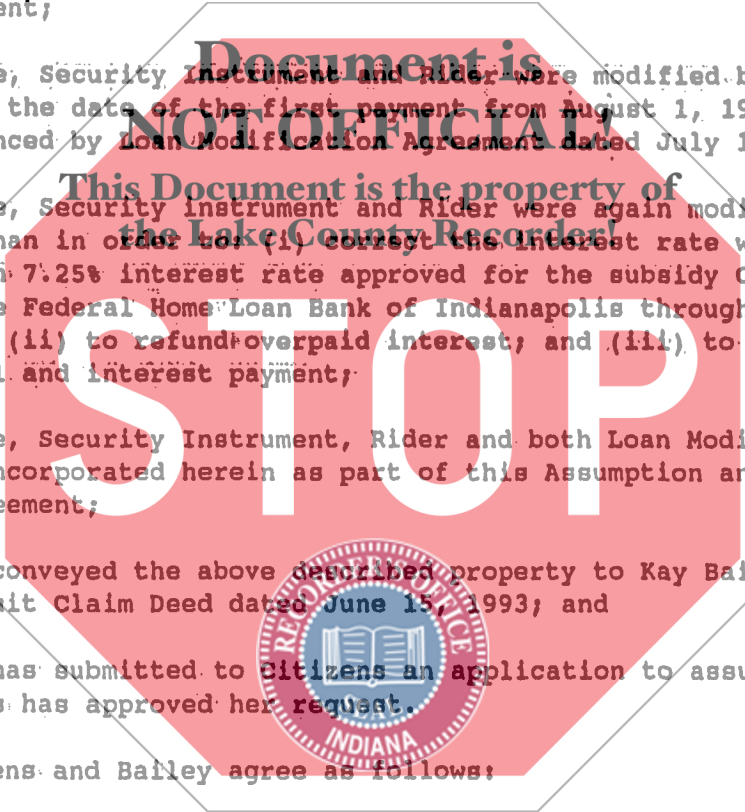 ent;
e, Security Instrument and Rider were modified b
the date of the first payment from August 1, 19
nced by Loan Modification Agreement dated July 1
e, Security Instrument and Rider were again modi
an in order to: (i) correct the interest rate w
7.25% interest rate approved for the subsidy
e Federal Home Loan Bank of Indianapolis through
(ii) to refund overpaid interest; and (iii) to
and interest payment;
e, Security Instrument, Rider and both Loan Modi
ncorporated herein as part of this Assumption an
eement;
conveyed the above described property to Kay Bai
it Claim Deed dated June 15, 1993; and
has submitted to Citizens an application to assu
s has approved her request.
ens and Bailey agree as follows:
Document is
NOT OFFICIAL!
This Document is the property of
the Lake County Recorder!
STOP
RECORDER'S OFFICE
SEAL
INDIANA